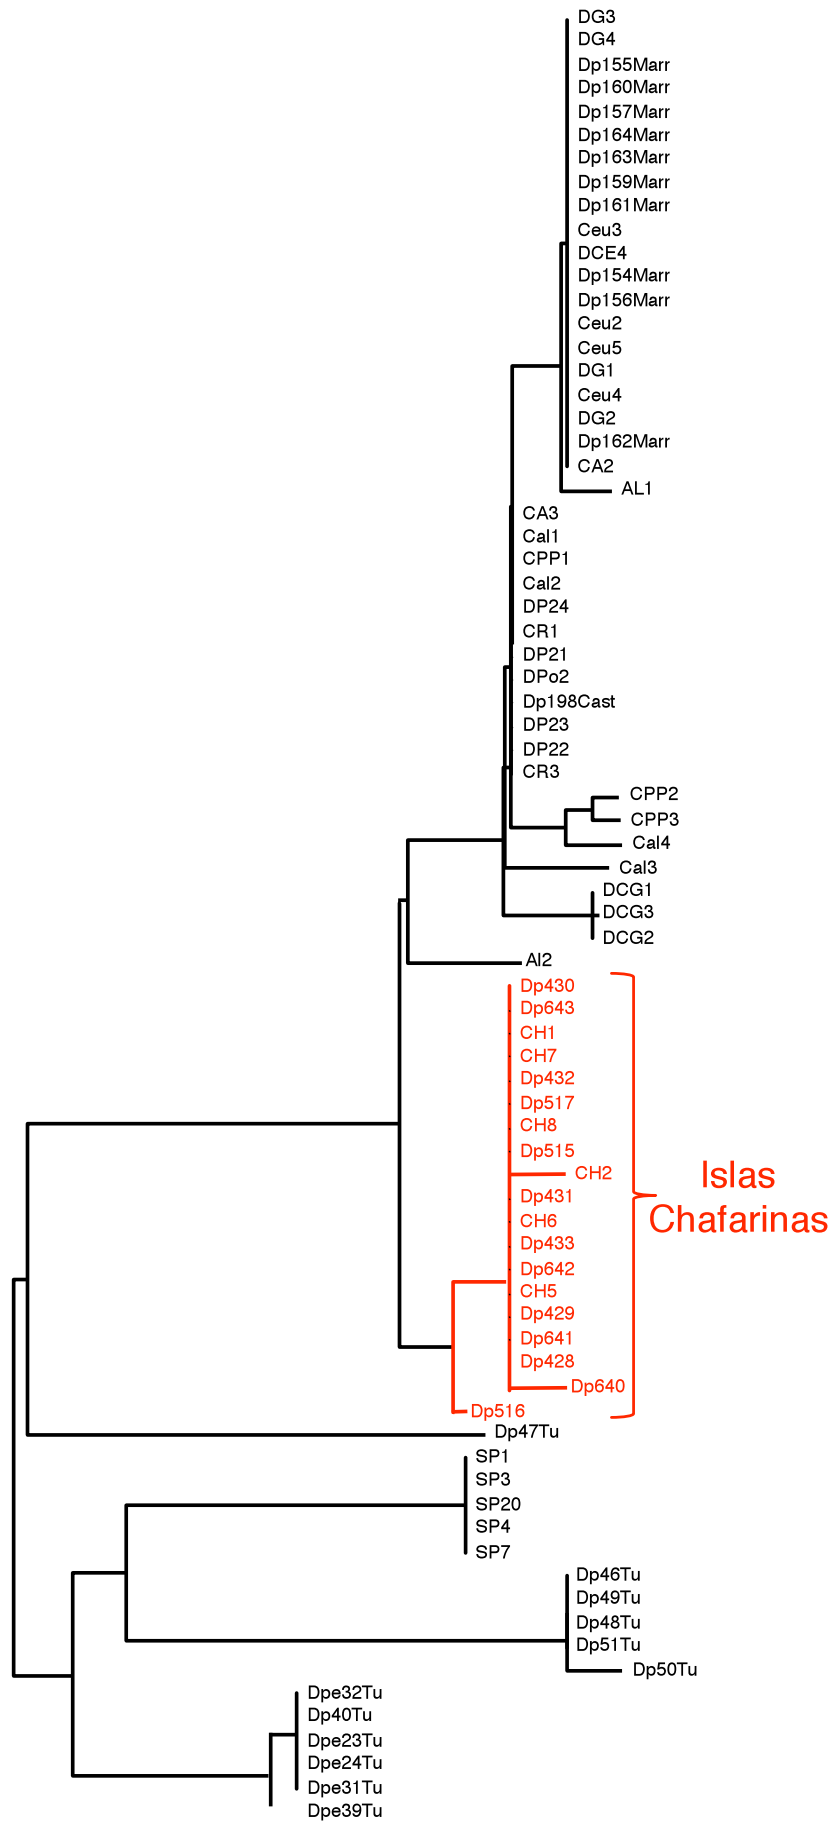 DG3
DG4
Dp155Marr
Dp160Marr
Dp157Marr
Dp164Marr
Dp163Marr
Dp159Marr
Dp161Marr
Ceu3
DCE4
Dp154Marr
Dp156Marr
Ceu2
Ceu5
DG1
Ceu4
DG2
Dp162Marr
CA2
AL1
CA3
Cal1
CPP1
Cal2
DP24
CR1
DP21
DPo2
Dp198Cast
DP23
DP22
CR3
CPP2
CPP3
Cal4
Cal3
DCG1
DCG3
DCG2
Al2
Dp430
Dp643
CH1
CH7
Dp432
Dp517
CH8
Dp515
CH2
Islas
Chafarinas
Dp431
CH6
Dp433
Dp642
CH5
Dp429
Dp641
Dp428
Dp640
Dp516
Dp47Tu
SP1
SP3
SP20
SP4
SP7
Dp46Tu
Dp49Tu
Dp48Tu
Dp51Tu
Dp50Tu
Dpe32Tu
Dp40Tu
Dpe23Tu
Dpe24Tu
Dpe31Tu
Dpe39Tu